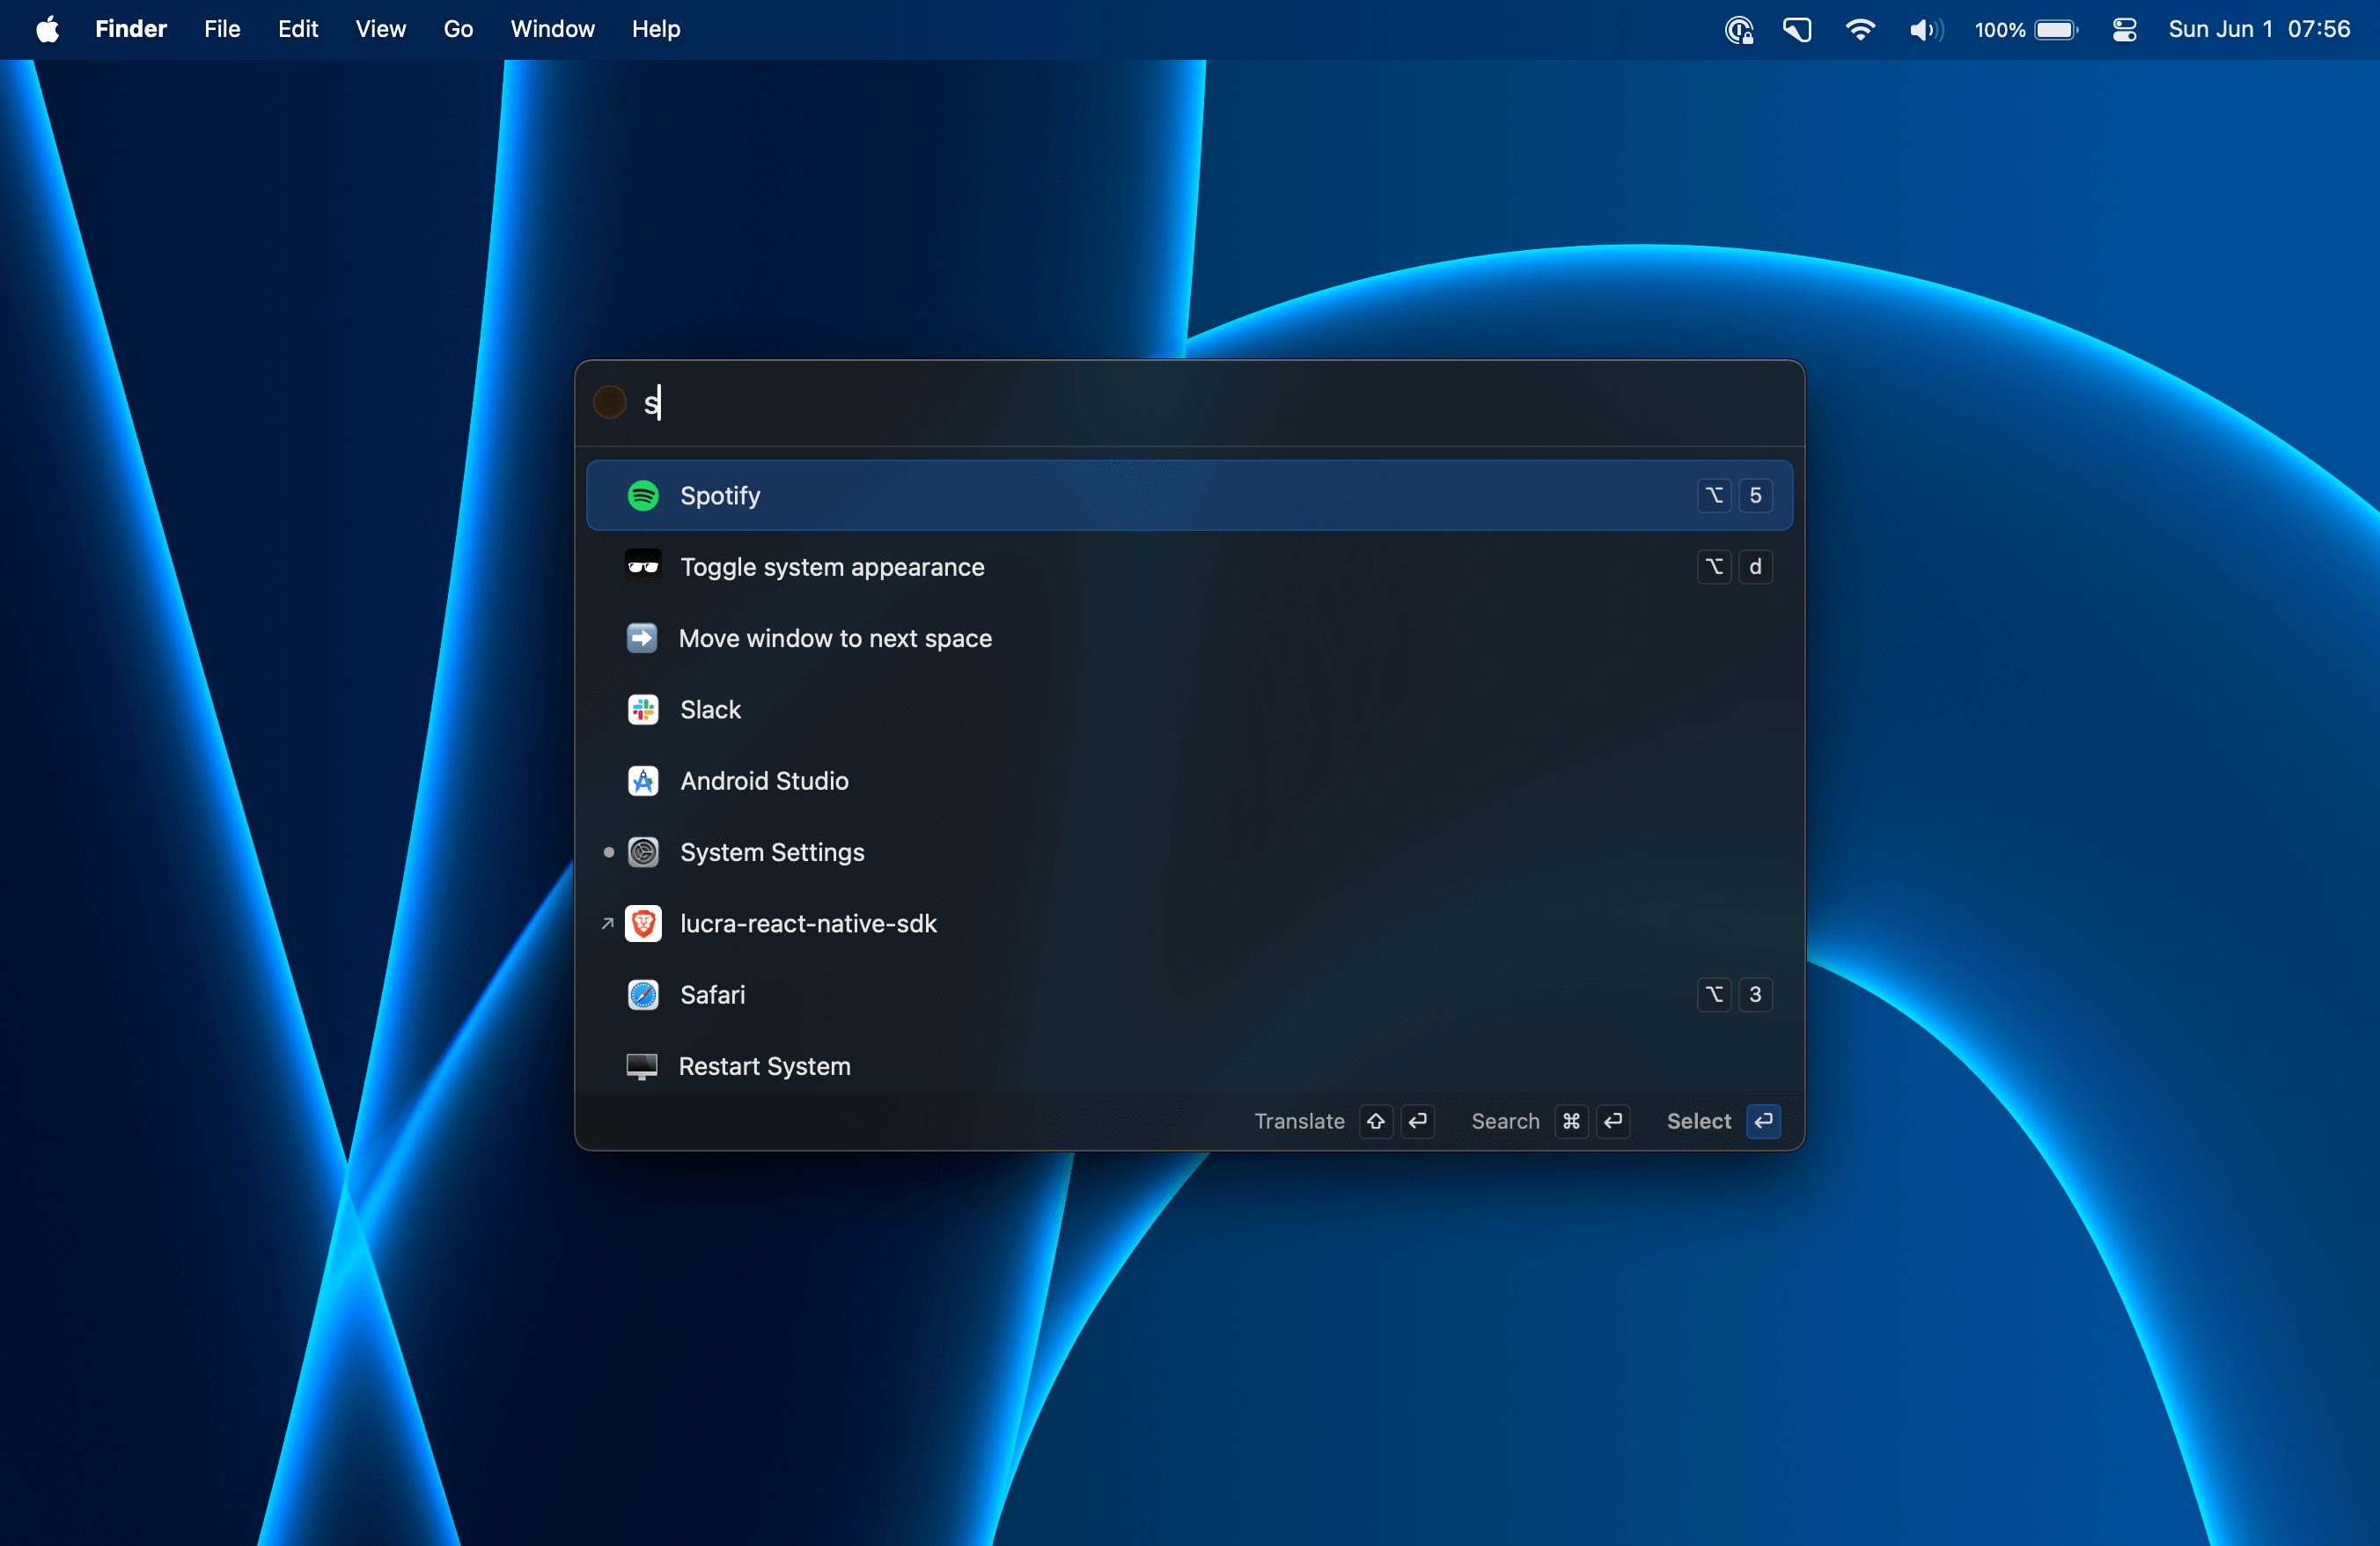 Finder File Edit View Go Window Help 100% Sun Jun 1 07:56
s
Spotify ⌥ 5
Toggle system appearance ⌥ d
Move window to next space
Slack
Android Studio
System Settings
lucra-react-native-sdk
Safari ⌥ 3
Restart System
Translate ⇧ ↩ Search ⌘ ↩ Select ↩